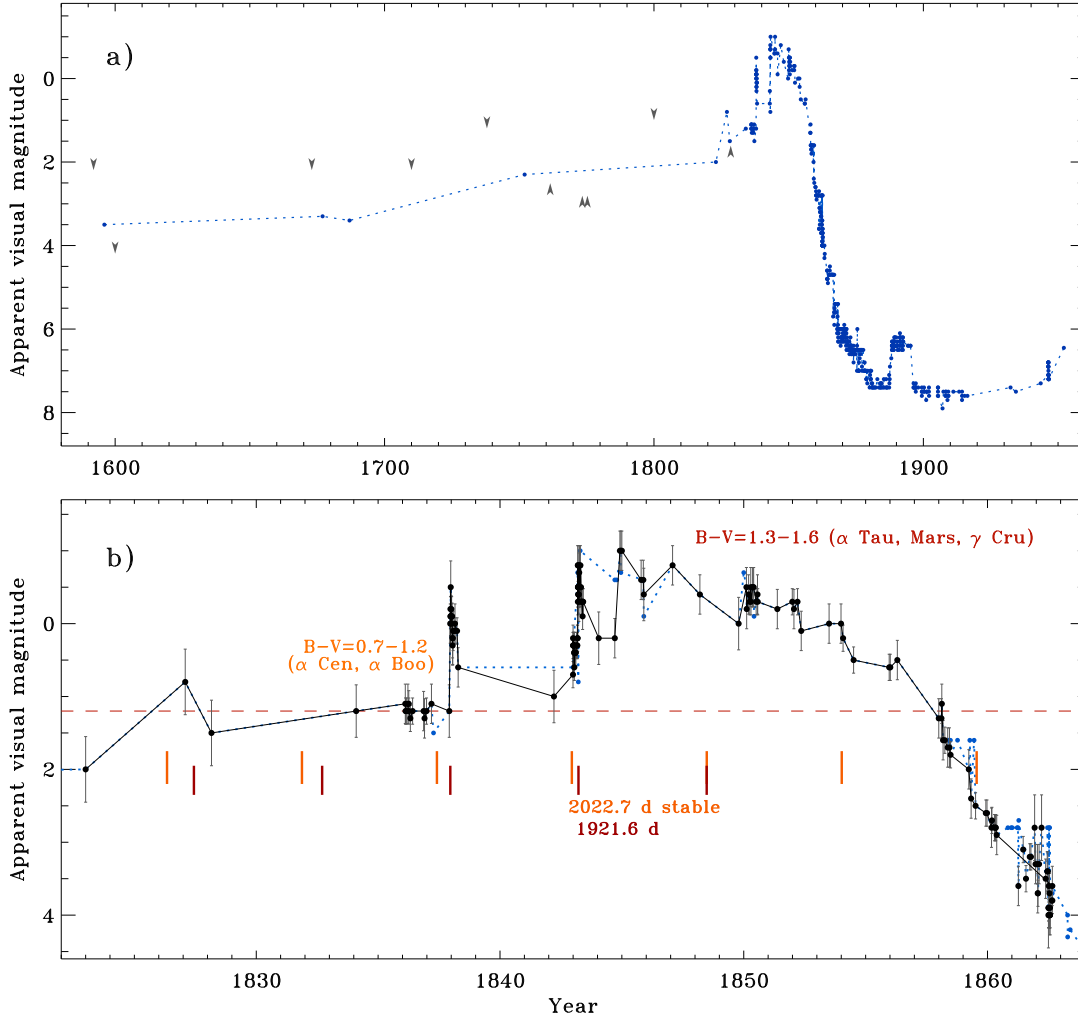 a)
Apparent visual magnitude
0
2
4
6
8
1600 1700 1800 1900
b)
Apparent visual magnitude
B-V=1.3-1.6 (α Tau, Mars, γ Cru)
B-V=0.7-1.2
(α Cen, α Boo)
0
2
4
2022.7 d stable
1921.6 d
1830 1840 1850 1860
Year